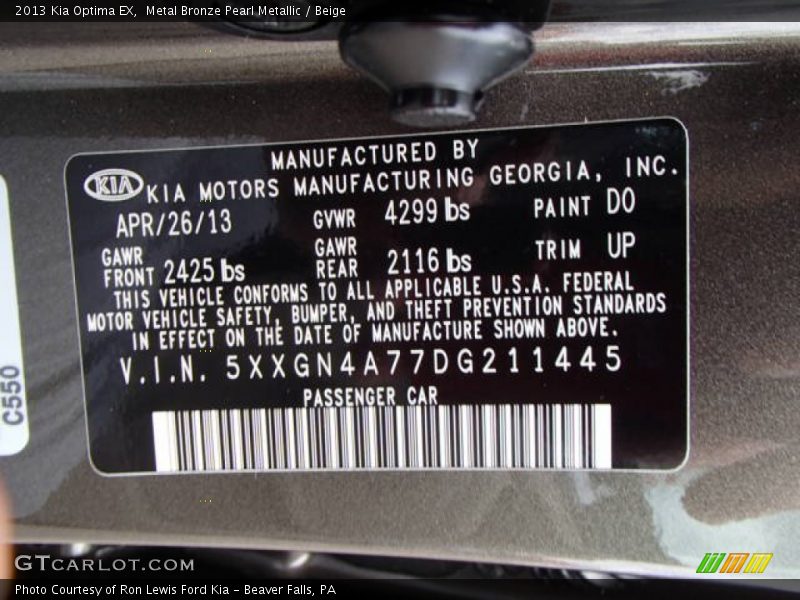 2013 Kia Optima EX, Metal Bronze Pearl Metallic / Beige
MANUFACTURED BY
KIA KIA MOTORS MANUFACTURING GEORGIA, INC.
APR/26/13 GVWR 4299 lbs PAINT DO
GAWR FRONT 2425 lbs GAWR REAR 2116 lbs TRIM UP
THIS VEHICLE CONFORMS TO ALL APPLICABLE U.S.A. FEDERAL
MOTOR VEHICLE SAFETY, BUMPER, AND THEFT PREVENTION STANDARDS
IN EFFECT ON THE DATE OF MANUFACTURE SHOWN ABOVE.
V.I.N. 5XXGN4A77DG211445
PASSENGER CAR
C550
GTCARLOT.COM
Photo Courtesy of Ron Lewis Ford Kia - Beaver Falls, PA